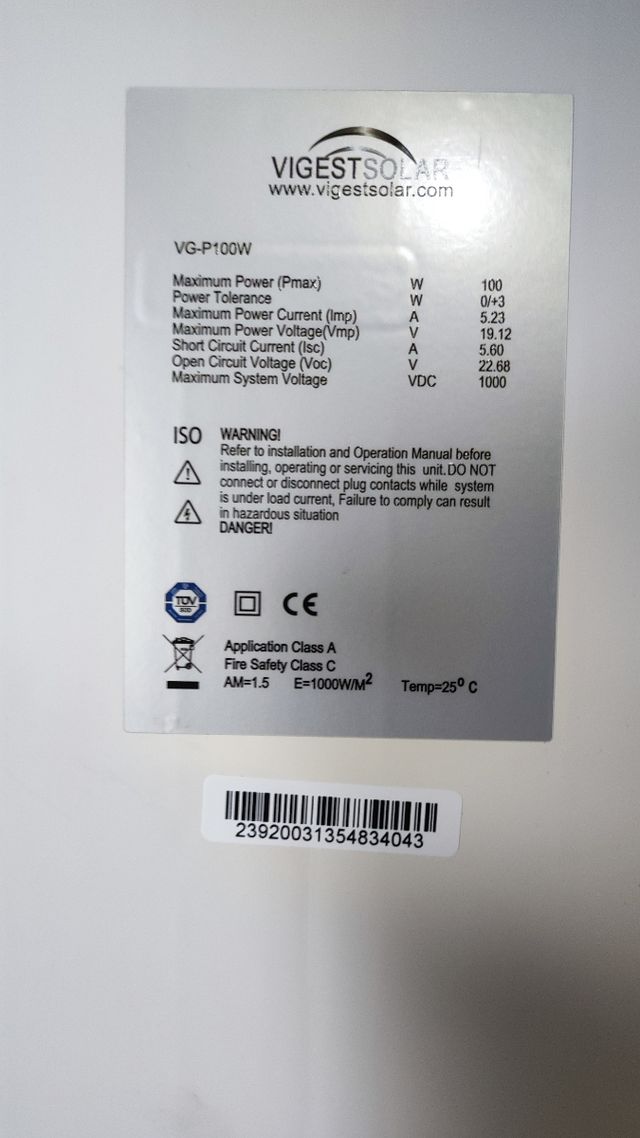 VIGESTSOLAR
www.vigestsolar.com
VG-P100W
Maximum Power (Pmax) W 100
Power Tolerance W 0/+3
Maximum Power Current (Imp) A 5.23
Maximum Power Voltage(Vmp) V 19.12
Short Circuit Current (Isc) A 5.60
Open Circuit Voltage (Voc) V 22.68
Maximum System Voltage VDC 1000
ISO WARNING!
Refer to installation and Operation Manual before
installing, operating or servicing this unit.DO NOT
connect or disconnect plug contacts while system
is under load current, Failure to comply can result
in hazardous situation
DANGER!
TÜV
SÜD
CE
Application Class A
Fire Safety Class C
AM=1.5 E=1000W/M² Temp=25⁰ C
23920031354834043